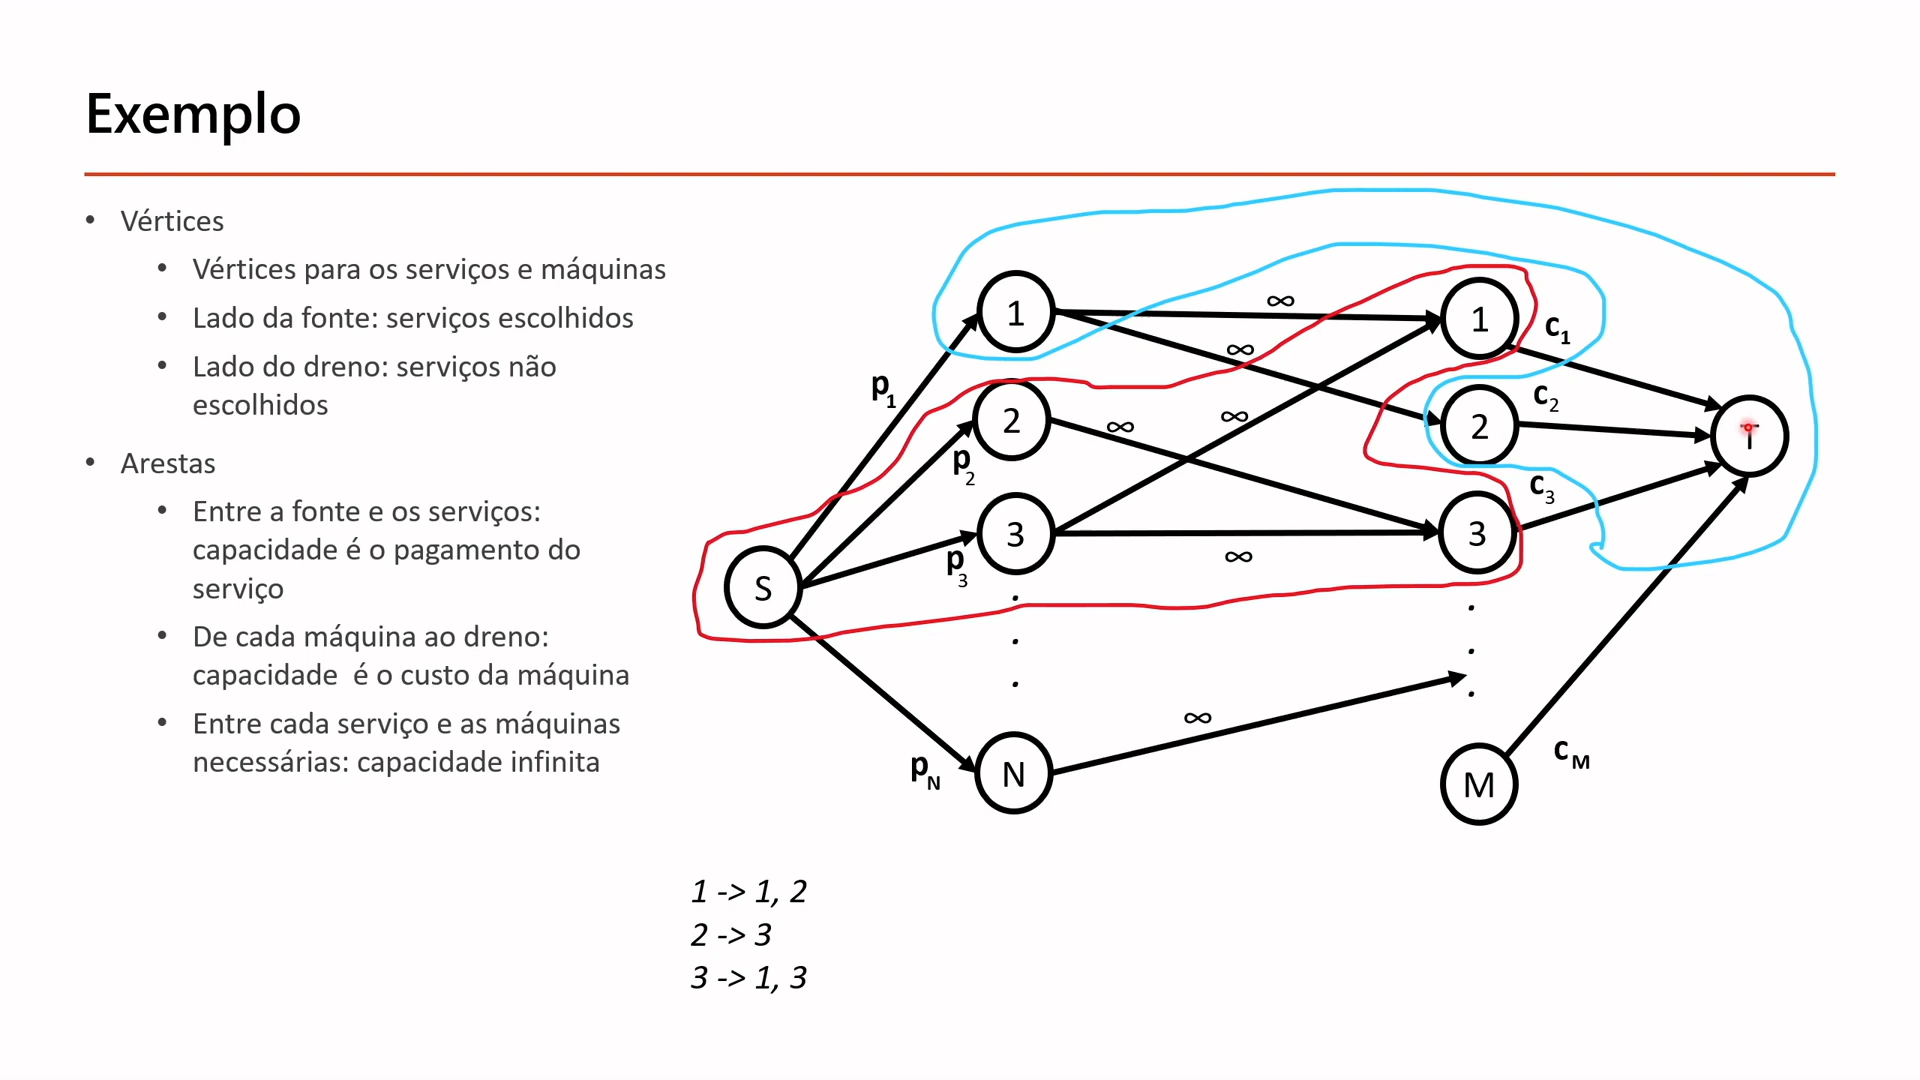 Exemplo
• Vértices
• Vértices para os serviços e máquinas
• Lado da fonte: serviços escolhidos
• Lado do dreno: serviços não
escolhidos
• Arestas
• Entre a fonte e os serviços:
capacidade é o pagamento do
serviço
• De cada máquina ao dreno:
capacidade é o custo da máquina
• Entre cada serviço e as máquinas
necessárias: capacidade infinita
1 ∞ 1 c1
p1 ∞
2 ∞ ∞ 2 c2
T
p2
3 3 c3
S p3 ∞
.
.
.
.
.
.
∞
pN N M cM
1 -> 1, 2
2 -> 3
3 -> 1, 3